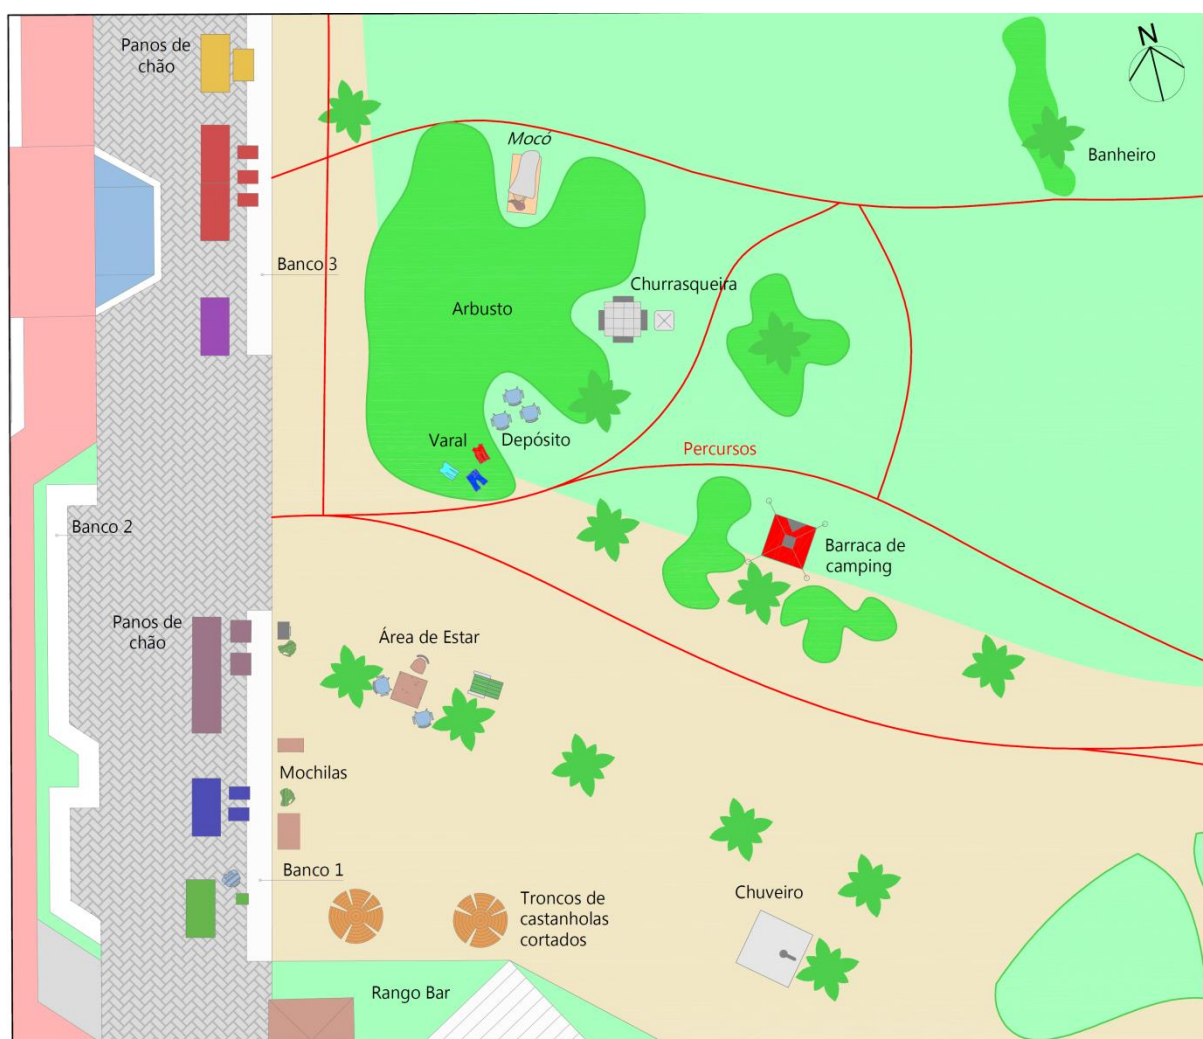 N
Panos de
chão
Mocó
Banheiro
Banco 3
Churrasqueira
Arbusto
Varal
Depósito
Percursos
Banco 2
Barraca de
camping
Panos de
chão
Área de Estar
Mochilas
Banco 1
Troncos de
castanholas
cortados
Chuveiro
Rango Bar